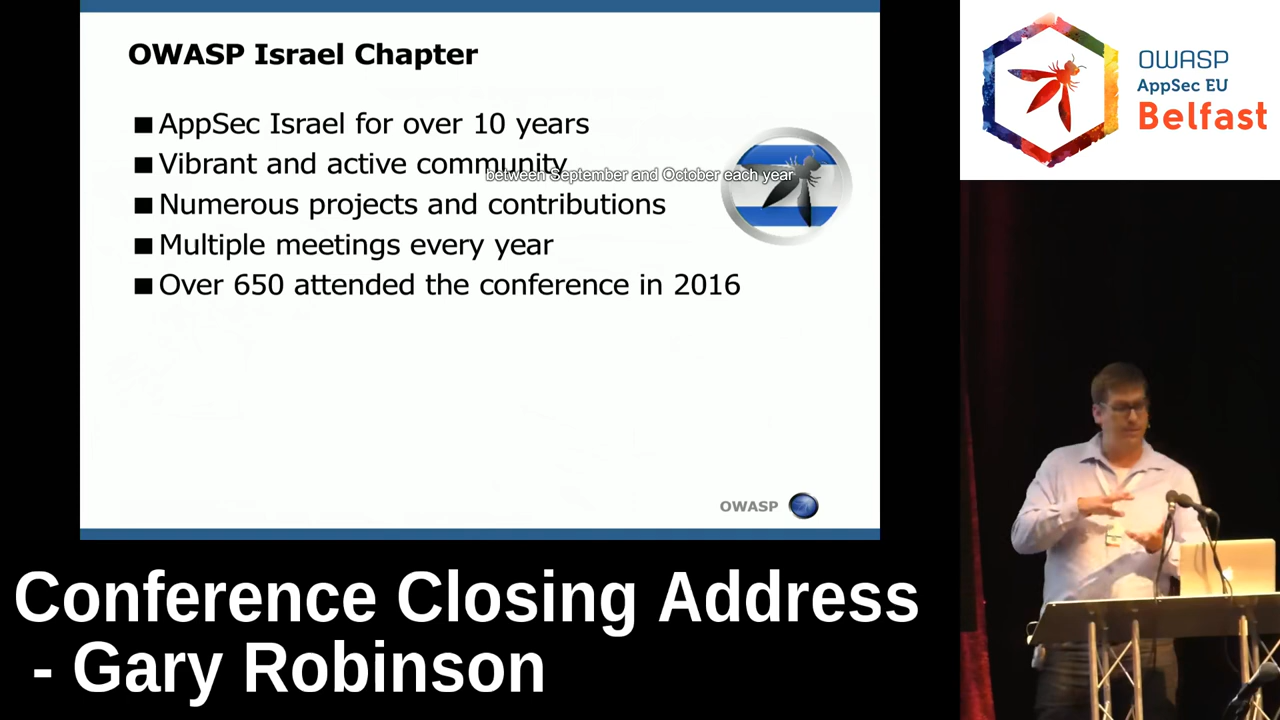 OWASP Israel Chapter
AppSec Israel for over 10 years
Vibrant and active community
between September and October each year
Numerous projects and contributions
Multiple meetings every year
Over 650 attended the conference in 2016
OWASP
OWASP
AppSec EU
Belfast
Conference Closing Address
- Gary Robinson